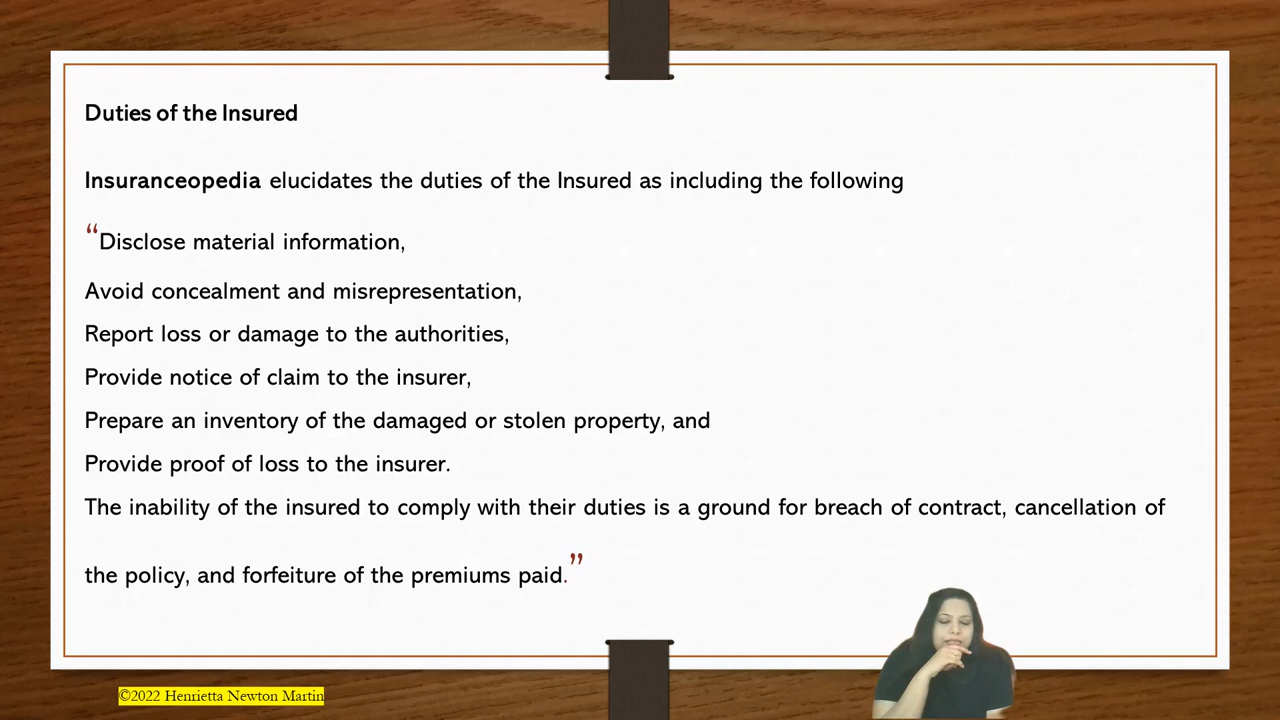 Duties of the Insured
Insuranceopedia elucidates the duties of the Insured as including the following
“Disclose material information,
Avoid concealment and misrepresentation,
Report loss or damage to the authorities,
Provide notice of claim to the insurer,
Prepare an inventory of the damaged or stolen property, and
Provide proof of loss to the insurer.
The inability of the insured to comply with their duties is a ground for breach of contract, cancellation of
the policy, and forfeiture of the premiums paid.”
©2022 Henrietta Newton Martin